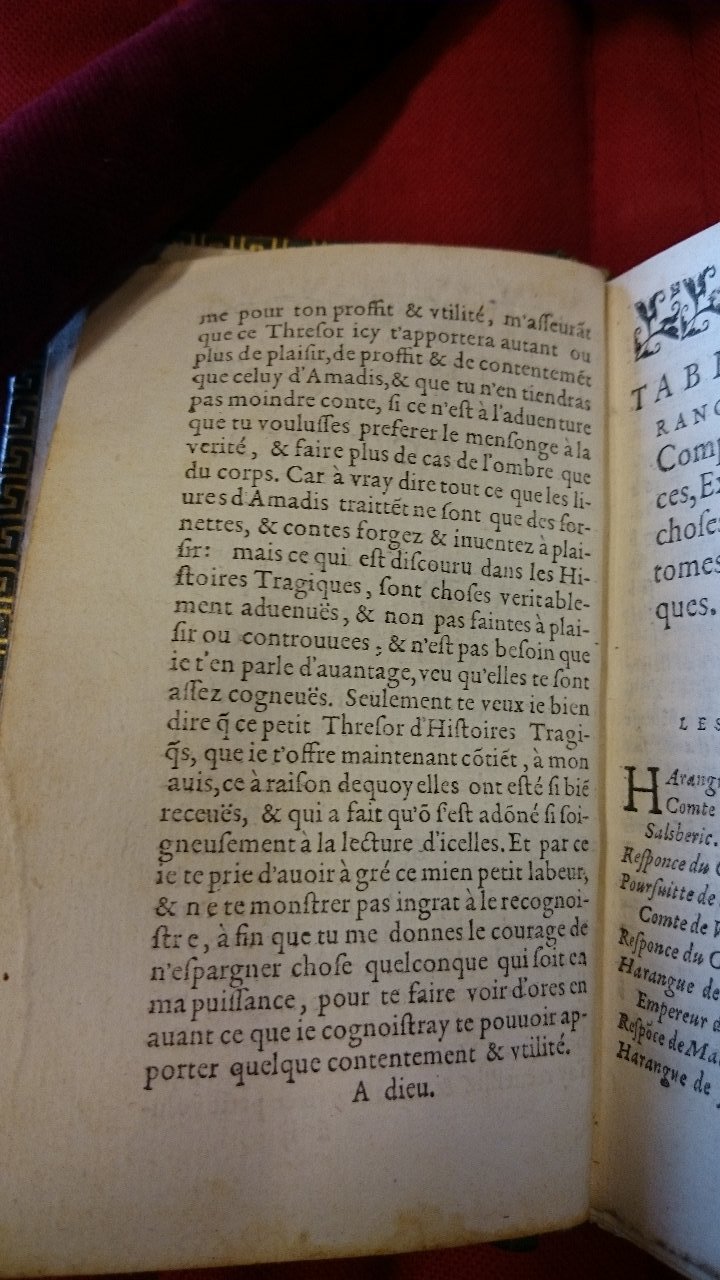 me pour ton proffit & vtilité, m'aſſeurãt
que ce Threſor icy t'apportera autant ou
plus de plaiſir, de proffit & de contentemẽt
que celuy d'Amadis, & que tu n'en tiendras
pas moindre conte, ſi ce n'eſt à l'aduenture
que tu vouluſſes preferer le menſonge à la
verité, & faire plus de cas de l'ombre que
du corps. Car à vray dire tout ce que les li-
ures d'Amadis traittẽt ne ſont que des ſor-
nettes, & contes forgez & inuentez à plai-
ſir: mais ce qui eſt diſcouru dans les Hi-
ſtoires Tragiques, ſont choſes veritable-
ment aduenuës, & non pas faintes à plai-
ſir ou controuuees, & n'eſt pas beſoin que
ie t'en parle d'auantage, veu qu'elles te ſont
aſſez cogneuës. Seulement te veux ie bien
dire q̃ ce petit Threſor d'Hiſtoires Tragi-
q̃s, que ie t'offre maintenant cõtiẽt, à mon
auis, ce à raiſon dequoy elles ont eſté ſi biẽ
receuës, & qui a fait qu'õ ſ'eſt adõné ſi ſoi-
gneuſement à la lecture d'icelles. Et par ce
ie te prie d'auoir à gré ce mien petit labeur,
& ne te monſtrer pas ingrat à le recognoi-
ſtre, à fin que tu me donnes le courage de
n'eſpargner choſe quelconque qui ſoit en
ma puiſſance, pour te faire voir d'ores en
auant ce que ie cognoiſtray te pouuoir ap-
porter quelque contentement & vtilité.
A dieu.
TAB
RANG
Com
ces, Ex
choſes
tomes
ques.
LES
Harangu
Comte
Salsberic.
Reſponce du
Pourſuitte de
Comte de
Reſponce du C
Harangue de
Empereur d
Reſpõce de Ma
Harangue de